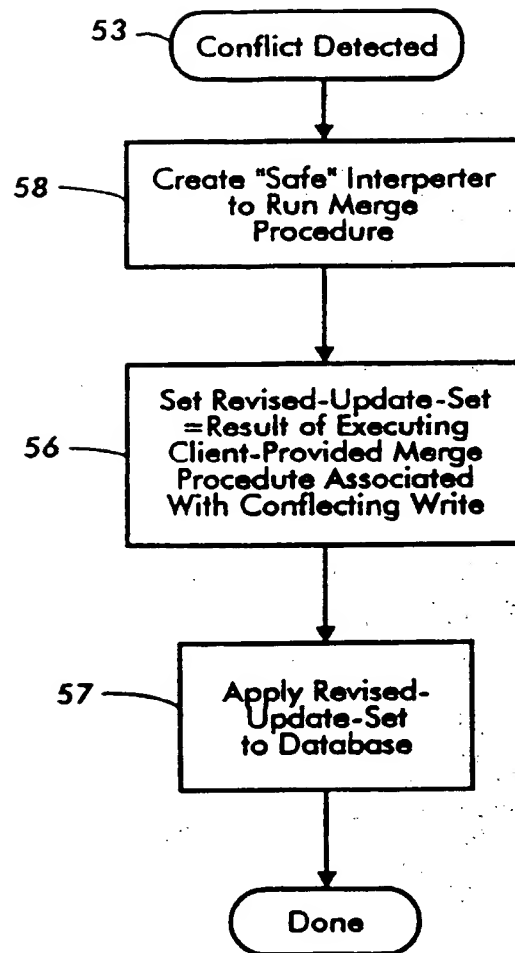 53
Conflict Detected
58
Create "Safe" Interperter
to Run Merge
Procedure
56
Set Revised-Update-Set
=Result of Executing
Client-Provided Merge
Procedute Associated
With Conflecting Write
57
Apply Revised-
Update-Set
to Database
Done